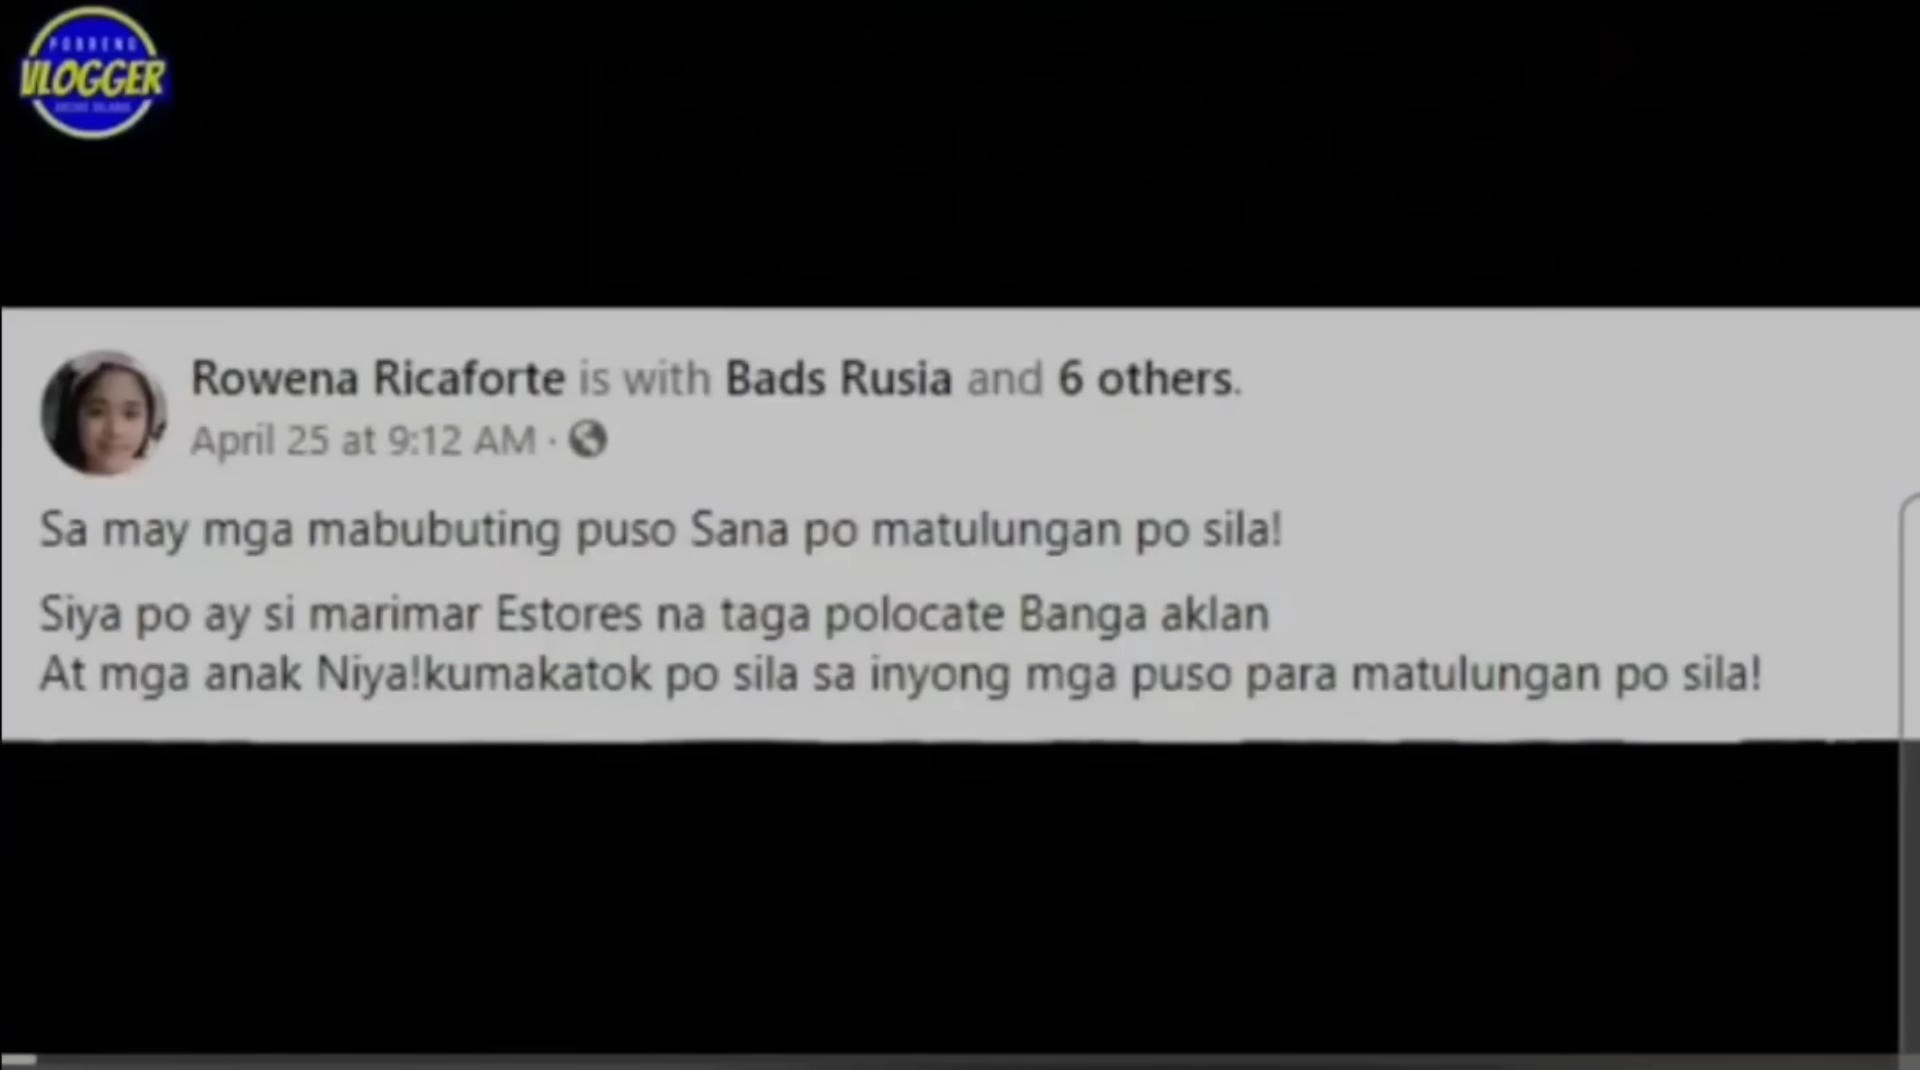 POBRENG
VLOGGER
Rowena Ricaforte is with Bads Rusia and 6 others.
April 25 at 9:12 AM ·
Sa may mga mabubuting puso Sana po matulungan po sila!
Siya po ay si marimar Estores na taga polocate Banga aklan
At mga anak Niya!kumakatok po sila sa inyong mga puso para matulungan po sila!